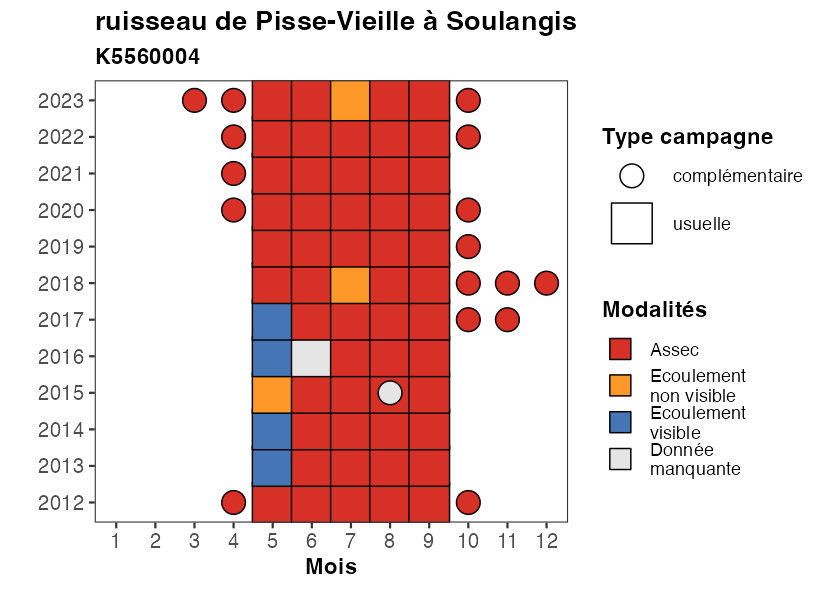 ruisseau de Pisse-Vieille à Soulangis
K5560004
2023
2022
2021
2020
2019
2018
2017
2016
2015
2014
2013
2012
1 2 3 4 5 6 7 8 9 10 11 12
Mois
Type campagne
complémentaire
usuelle
Modalités
Assec
Ecoulement
non visible
Ecoulement
visible
Donnée
manquante